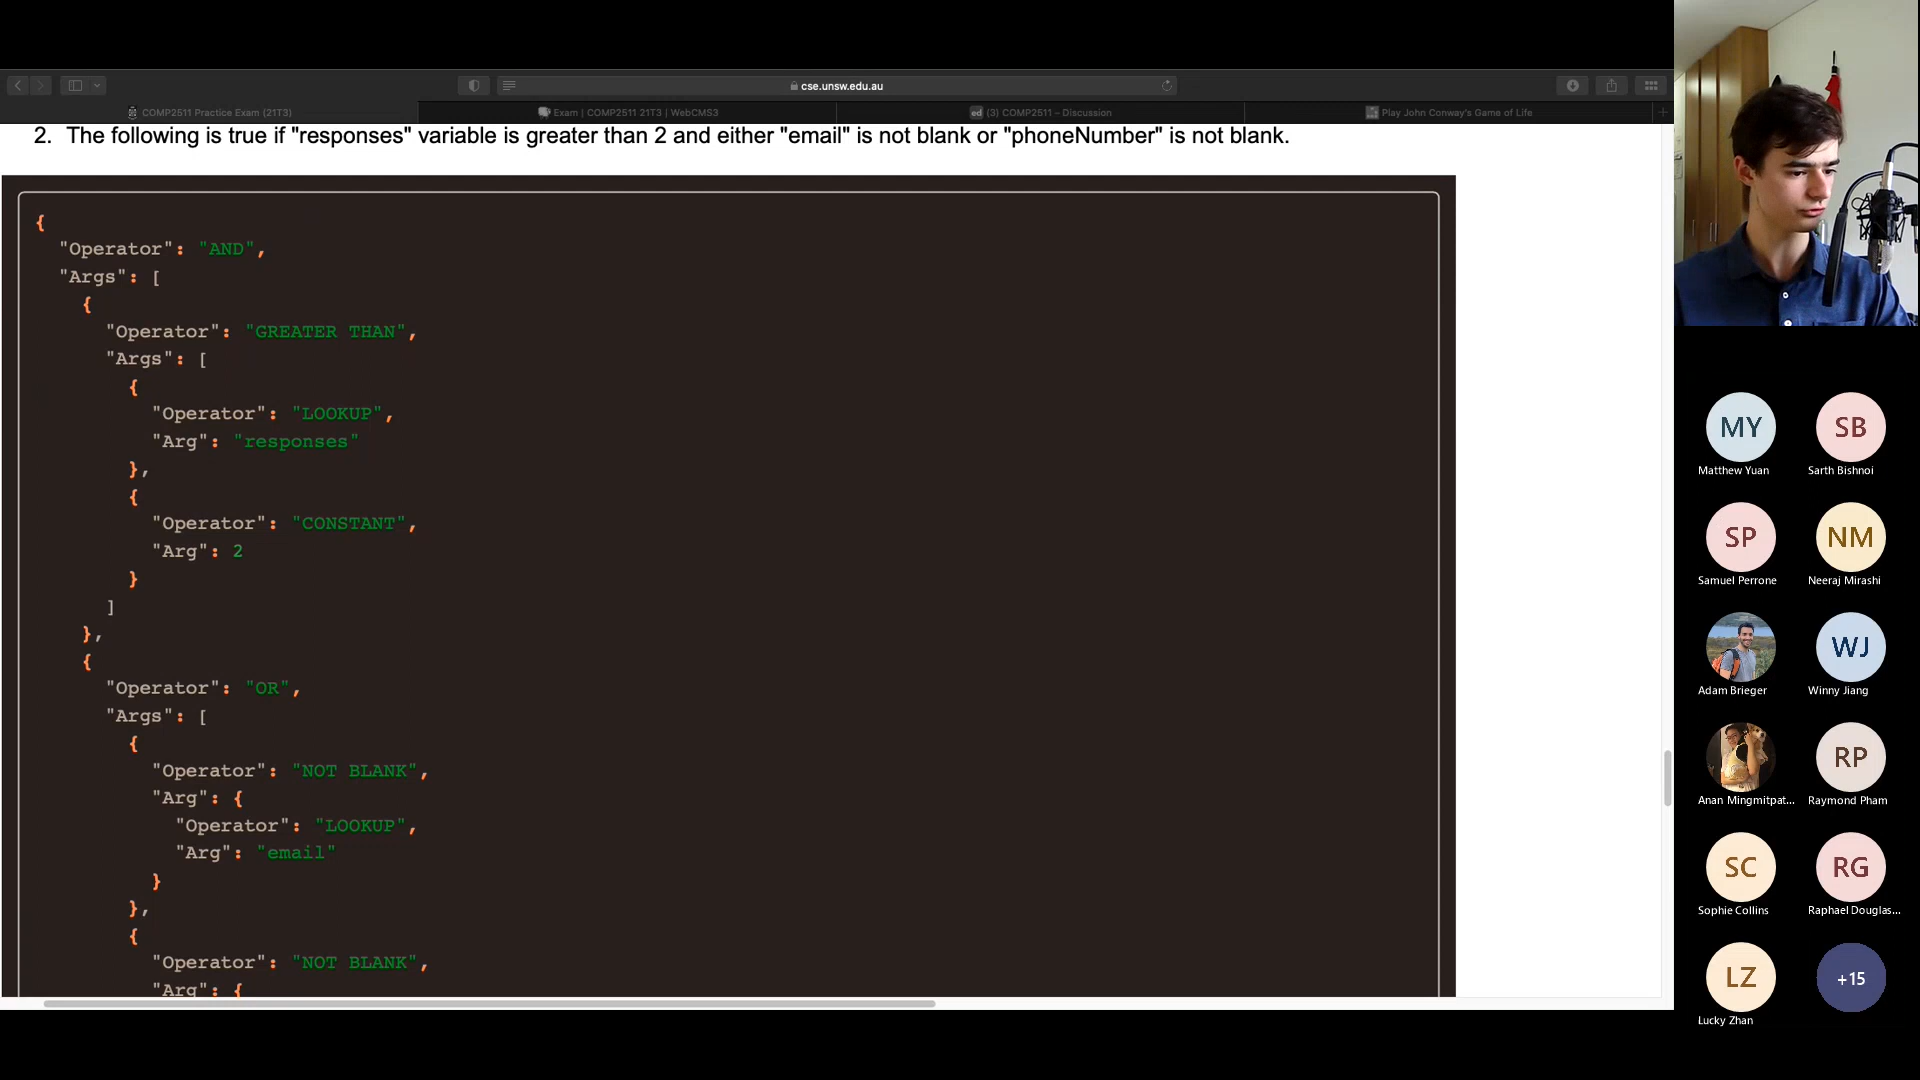 cse.unsw.edu.au
COMP2511 Practice Exam (21T3)
Exam | COMP2511 21T3 | WebCMS3
ed (3) COMP2511 – Discussion
Play John Conway's Game of Life
2. The following is true if "responses" variable is greater than 2 and either "email" is not blank or "phoneNumber" is not blank.
{
"Operator": "AND",
"Args": [
{
"Operator": "GREATER THAN",
"Args": [
{
"Operator": "LOOKUP",
"Arg": "responses"
},
{
"Operator": "CONSTANT",
"Arg": 2
}
]
},
{
"Operator": "OR",
"Args": [
{
"Operator": "NOT BLANK",
"Arg": {
"Operator": "LOOKUP",
"Arg": "email"
}
},
{
"Operator": "NOT BLANK",
"Arg": {
MY SB
Matthew Yuan Sarth Bishnoi
SP NM
Samuel Perrone Neeraj Mirashi
WJ
Adam Brieger Winny Jiang
RP
Anan Mingmitpat... Raymond Pham
SC RG
Sophie Collins Raphael Douglas...
LZ +15
Lucky Zhan